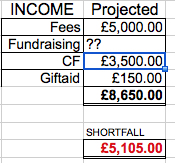 INCOME Projected
Fees £5,000.00
Fundraising ??
CF £3,500.00
Giftaid £150.00
£8,650.00
SHORTFALL
£5,105.00